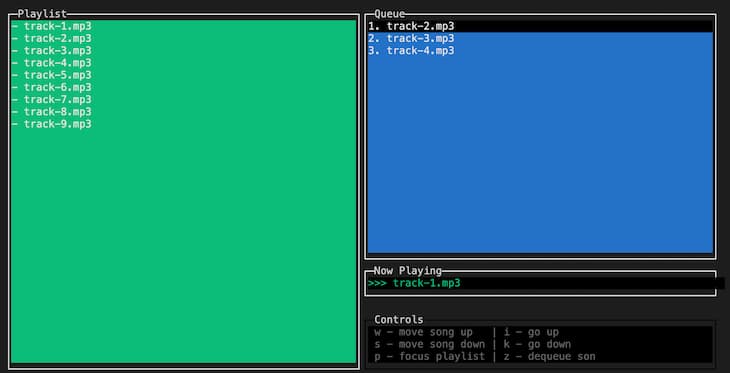 Playlist
- track-1.mp3
- track-2.mp3
- track-3.mp3
- track-4.mp3
- track-5.mp3
- track-6.mp3
- track-7.mp3
- track-8.mp3
- track-9.mp3
Queue
1. track-2.mp3
2. track-3.mp3
3. track-4.mp3
Now Playing
>>> track-1.mp3
Controls
w - move song up | i - go up
s - move song down | k - go down
p - focus playlist | z - dequeue son